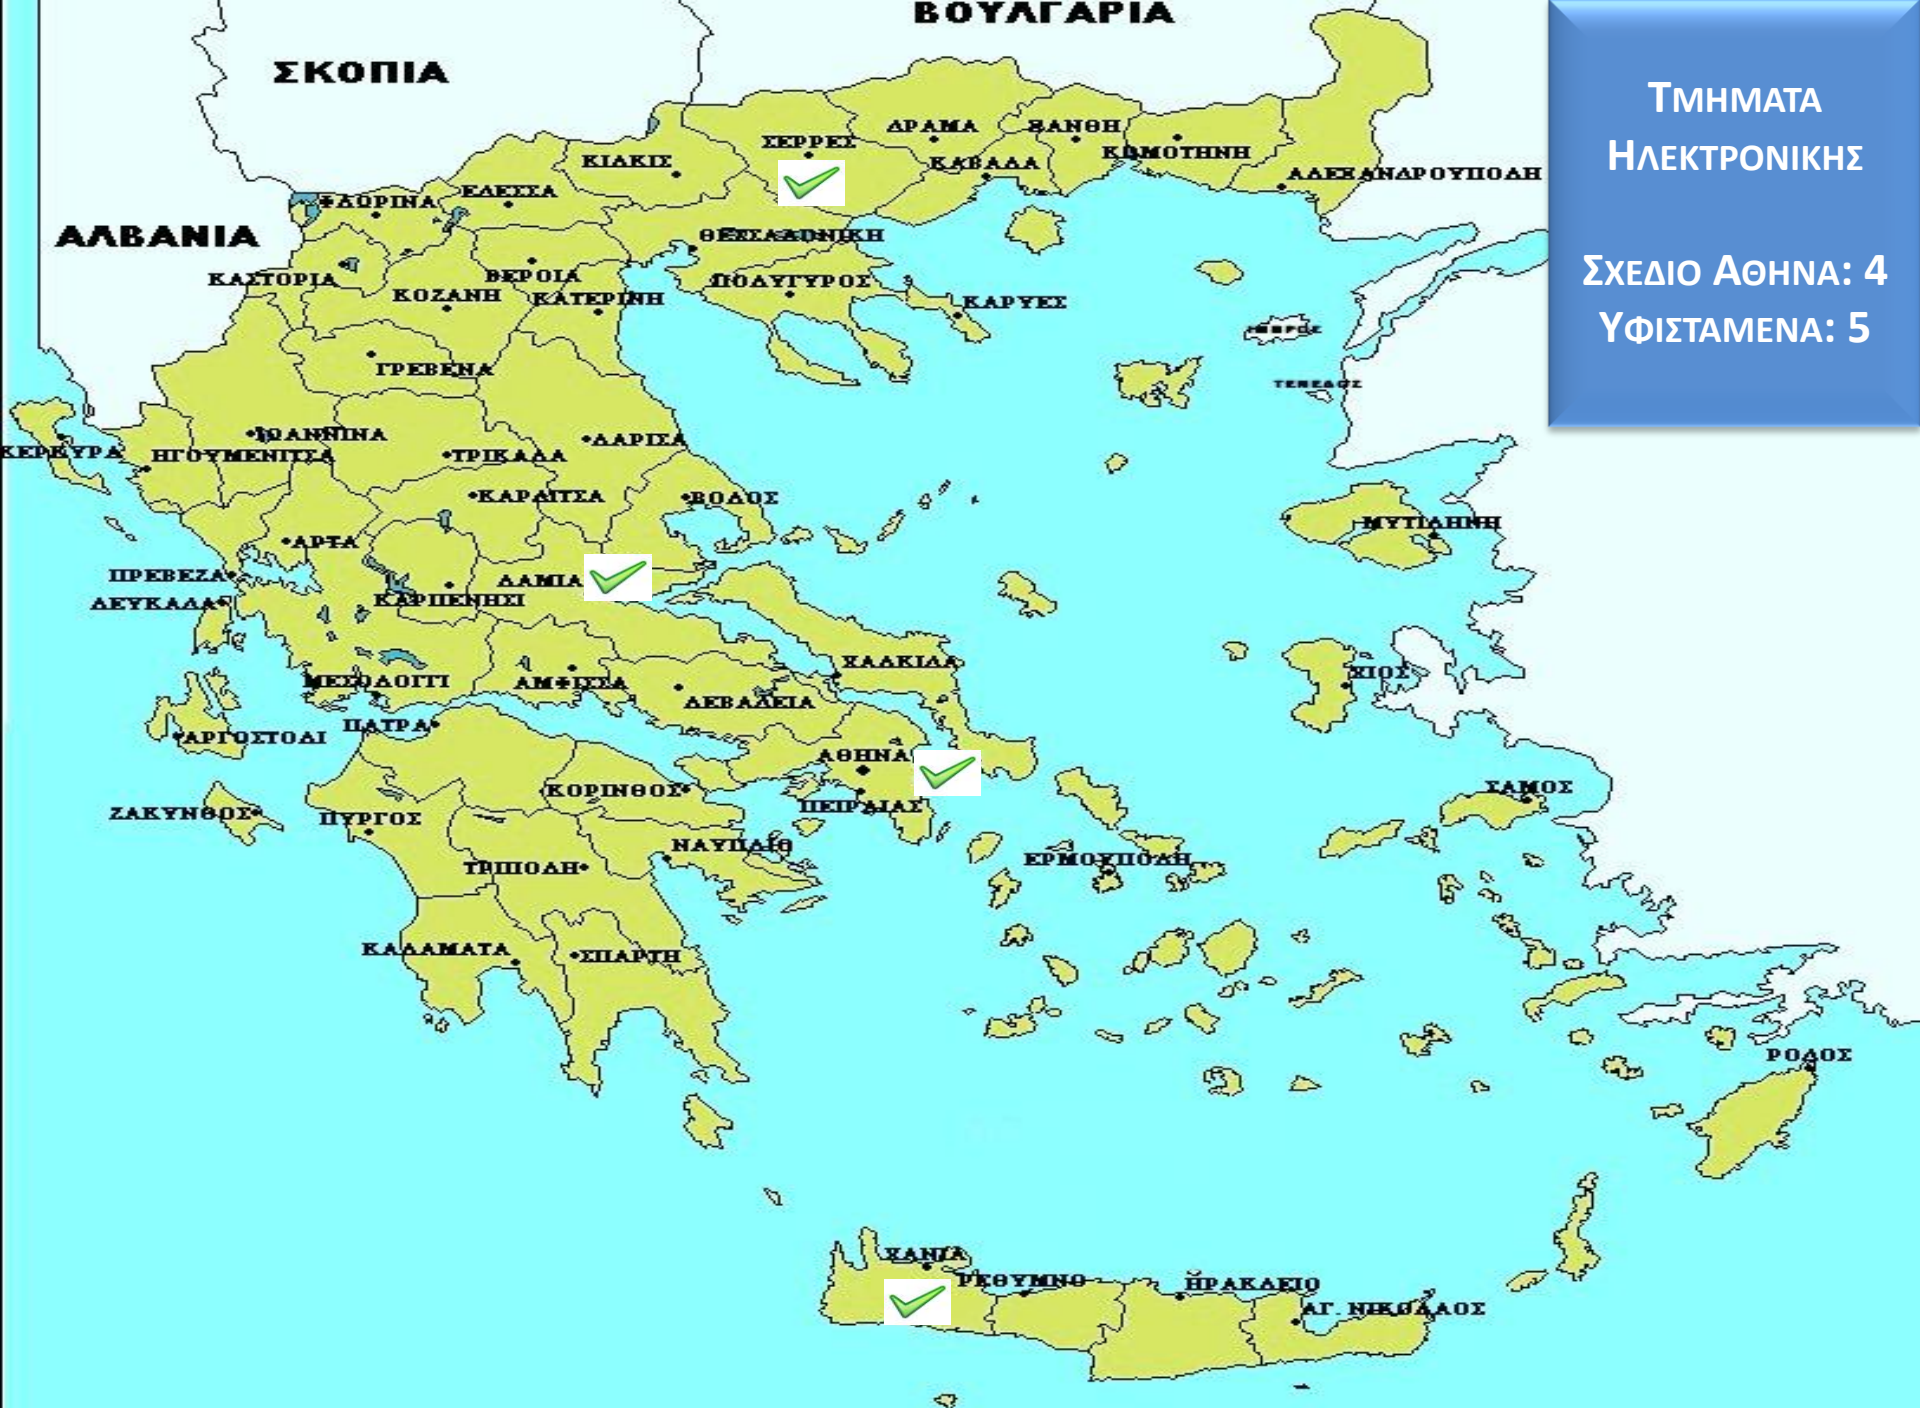 ΒΟΥΛΓΑΡΙΑ
ΣΚΟΠΙΑ
ΑΛΒΑΝΙΑ
ΤΜΗΜΑΤΑ
ΗΛΕΚΤΡΟΝΙΚΗΣ
ΣΧΕΔΙΟ ΑΘΗΝΑ: 4
ΥΦΙΣΤΑΜΕΝΑ: 5
ΔΡΑΜΑ
ΞΑΝΘΗ
ΣΕΡΡΕΣ
ΚΟΜΟΤΗΝΗ
ΚΙΛΚΙΣ
ΚΑΒΑΛΑ
ΑΛΕΞΑΝΔΡΟΥΠΟΛΗ
ΕΔΕΣΣΑ
ΦΛΩΡΙΝΑ
ΘΕΣΣΑΛΟΝΙΚΗ
ΚΑΣΤΟΡΙΑ
ΒΕΡΟΙΑ
ΠΟΛΥΓΥΡΟΣ
ΚΟΖΑΝΗ
ΚΑΤΕΡΙΝΗ
ΚΑΡΥΕΣ
ΙΜΒΡΟΣ
ΓΡΕΒΕΝΑ
ΤΕΝΕΔΟΣ
ΙΩΑΝΝΙΝΑ
ΛΑΡΙΣΑ
ΚΕΡΚΥΡΑ
ΗΓΟΥΜΕΝΙΤΣΑ
ΤΡΙΚΑΛΑ
ΚΑΡΔΙΤΣΑ
ΒΟΛΟΣ
ΜΥΤΙΛΗΝΗ
ΑΡΤΑ
ΠΡΕΒΕΖΑ
ΛΑΜΙΑ
ΛΕΥΚΑΔΑ
ΚΑΡΠΕΝΗΣΙ
ΧΑΛΚΙΔΑ
ΧΙΟΣ
ΜΕΣΟΛΟΓΓΙ
ΑΜΦΙΣΣΑ
ΛΕΒΑΔΕΙΑ
ΠΑΤΡΑ
ΑΡΓΟΣΤΟΛΙ
ΑΘΗΝΑ
ΚΟΡΙΝΘΟΣ
ΣΑΜΟΣ
ΠΕΙΡΑΙΑΣ
ΖΑΚΥΝΘΟΣ
ΠΥΡΓΟΣ
ΝΑΥΠΛΙΟ
ΕΡΜΟΥΠΟΛΗ
ΤΡΙΠΟΛΗ
ΚΑΛΑΜΑΤΑ
ΣΠΑΡΤΗ
ΡΟΔΟΣ
ΧΑΝΙΑ
ΡΕΘΥΜΝΟ
ΗΡΑΚΛΕΙΟ
ΑΓ. ΝΙΚΟΛΑΟΣ